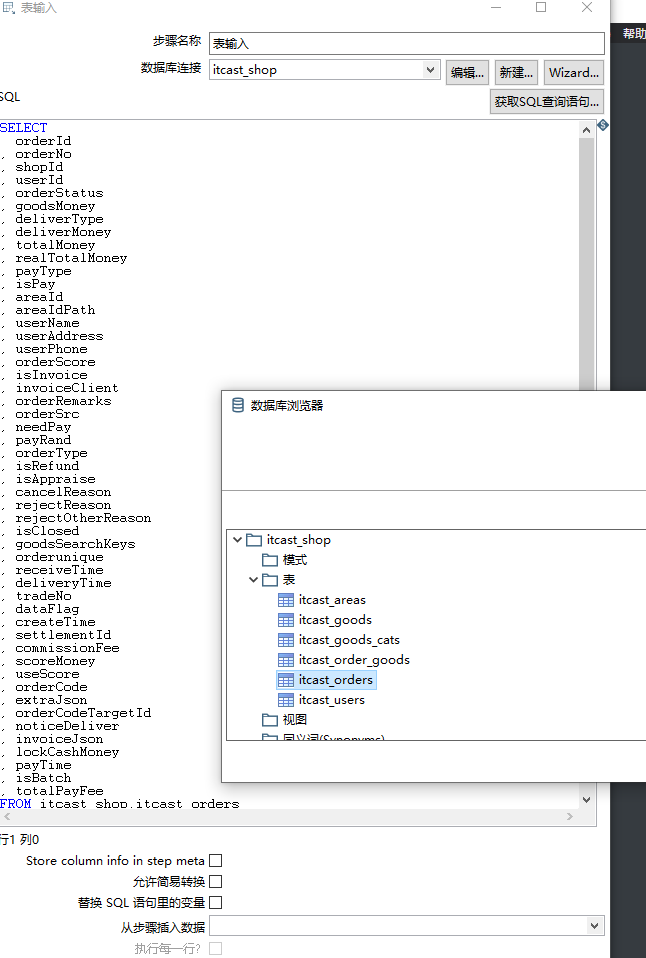 表输入
帮助
步骤名称 表输入
数据库连接 itcast_shop 编辑... 新建... Wizard...
SQL 获取SQL查询语句...
SELECT
orderId
, orderNo
, shopId
, userId
, orderStatus
, goodsMoney
, deliverType
, deliverMoney
, totalMoney
, realTotalMoney
, payType
, isPay
, areaId
, areaIdPath
, userName
, userAddress
, userPhone
, orderScore
, isInvoice
, invoiceClient
, orderRemarks
, orderSrc
, needPay
, payRand
, orderType
, isRefund
, isAppraise
, cancelReason
, rejectReason
, rejectOtherReason
, isClosed
, goodsSearchKeys
, orderunique
, receiveTime
, deliveryTime
, tradeNo
, dataFlag
, createTime
, settlementId
, commissionFee
, scoreMoney
, useScore
, orderCode
, extraJson
, orderCodeTargetId
, noticeDeliver
, invoiceJson
, lockCashMoney
, payTime
, isBatch
, totalPayFee
FROM itcast_shop.itcast_orders
数据库浏览器
itcast_shop
模式
表
itcast_areas
itcast_goods
itcast_goods_cats
itcast_order_goods
itcast_orders
itcast_users
视图
同义词(Synonyms)
行1 列0
Store column info in step meta
允许简易转换
替换 SQL 语句里的变量
从步骤插入数据
执行每一行?